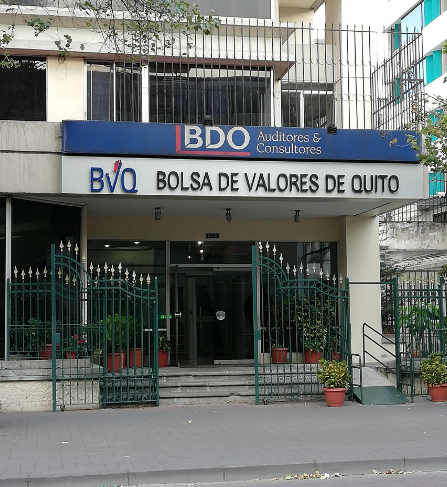 BDO Auditores &
Consultores
BVQ BOLSA DE VALORES DE QUITO